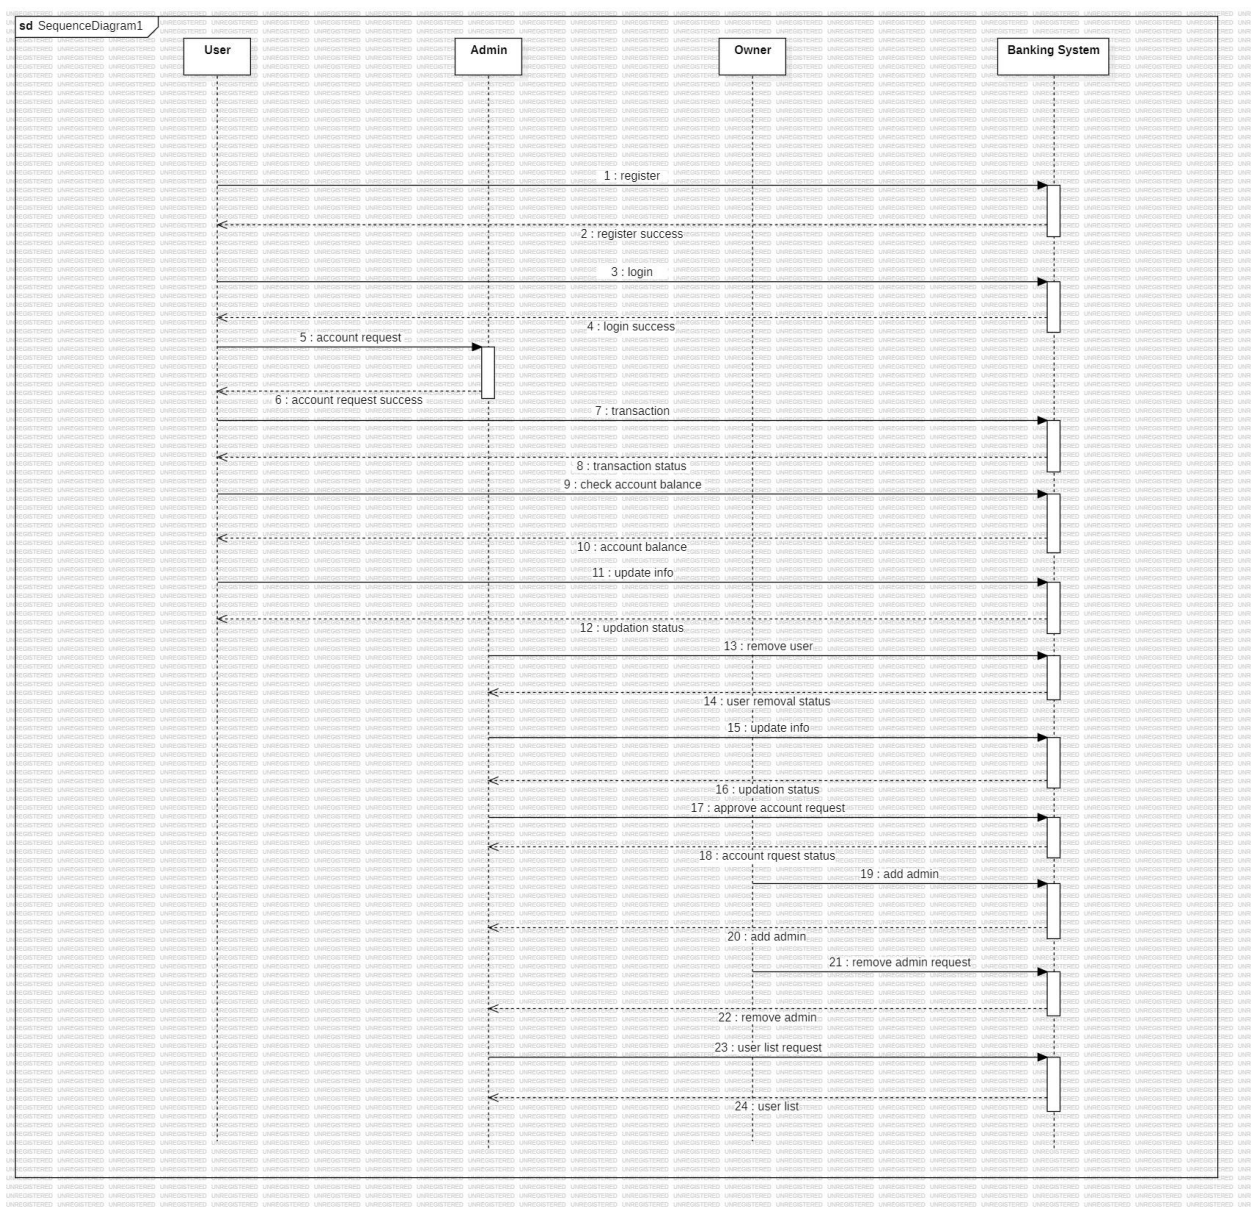 sd SequenceDiagram1
User
Admin
Owner
Banking System
1 : register
2 : register success
3 : login
4 : login success
5 : account request
6 : account request success
7 : transaction
8 : transaction status
9 : check account balance
10 : account balance
11 : update info
12 : updation status
13 : remove user
14 : user removal status
15 : update info
16 : updation status
17 : approve account request
18 : account rquest status
19 : add admin
20 : add admin
21 : remove admin request
22 : remove admin
23 : user list request
24 : user list
UNREGISTERED